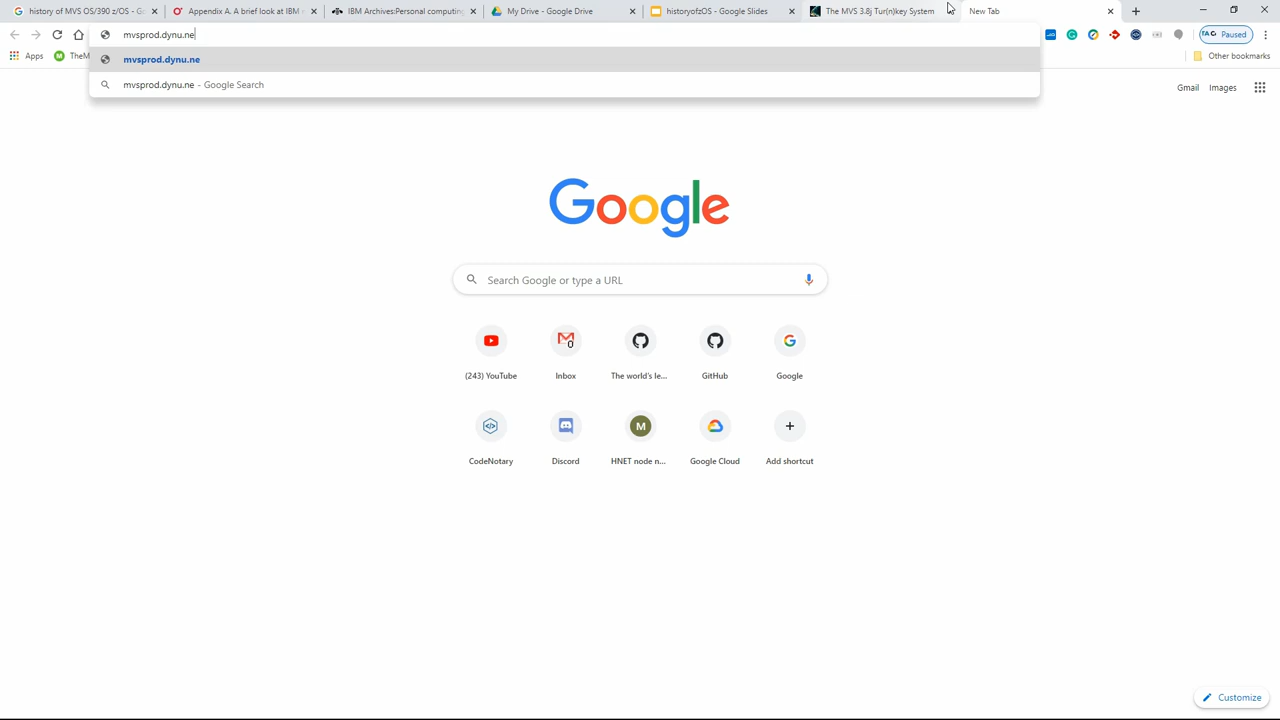 history of MVS OS/390 z/OS - G
Appendix A. A brief look at IBM
IBM Archives:Personal computing
My Drive - Google Drive
historyofzOS - Google Slides
The MVS 3.8j Tur(n)key System
New Tab
mvsprod.dynu.ne
Paused
Apps
TheM
Other bookmarks
mvsprod.dynu.ne
mvsprod.dynu.ne - Google Search
Gmail
Images
Google
Search Google or type a URL
(243) YouTube
Inbox
The world's le...
GitHub
Google
CodeNotary
Discord
HNET node n...
Google Cloud
Add shortcut
Customize